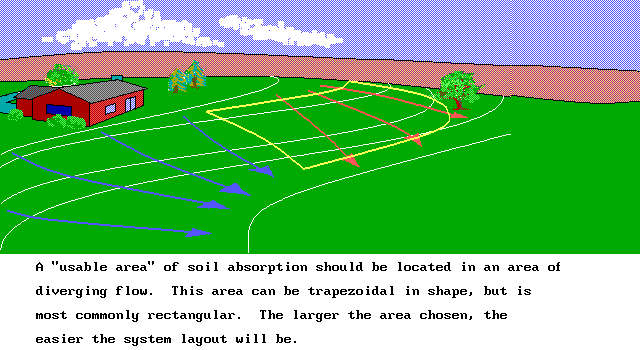 A "usable area" of soil absorption should be located in an area of
diverging flow.  This area can be trapezoidal in shape, but is
most commonly rectangular.  The larger the area chosen, the
easier the system layout will be.